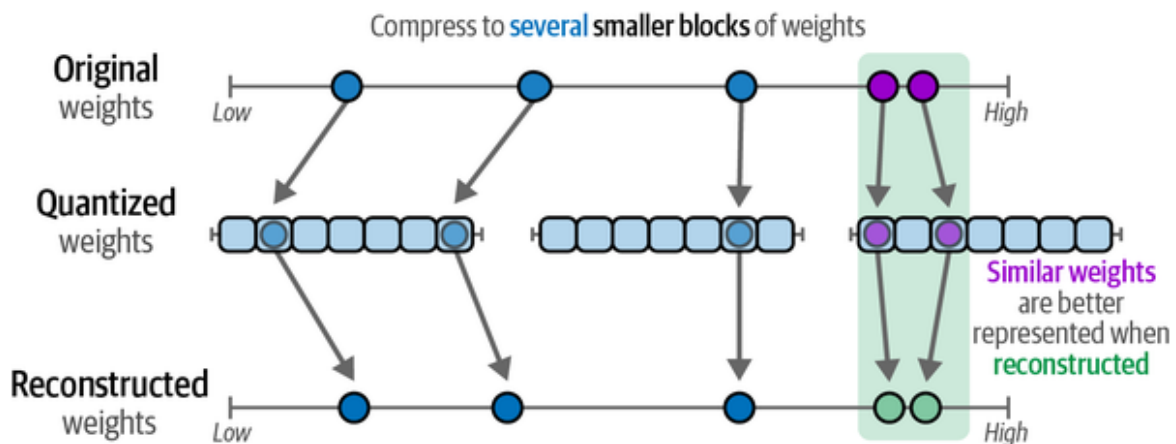 Compress to several smaller blocks of weights
Original
weights
Low
High
Quantized
weights
Similar weights
are better
represented when
reconstructed
Reconstructed
weights
Low
High